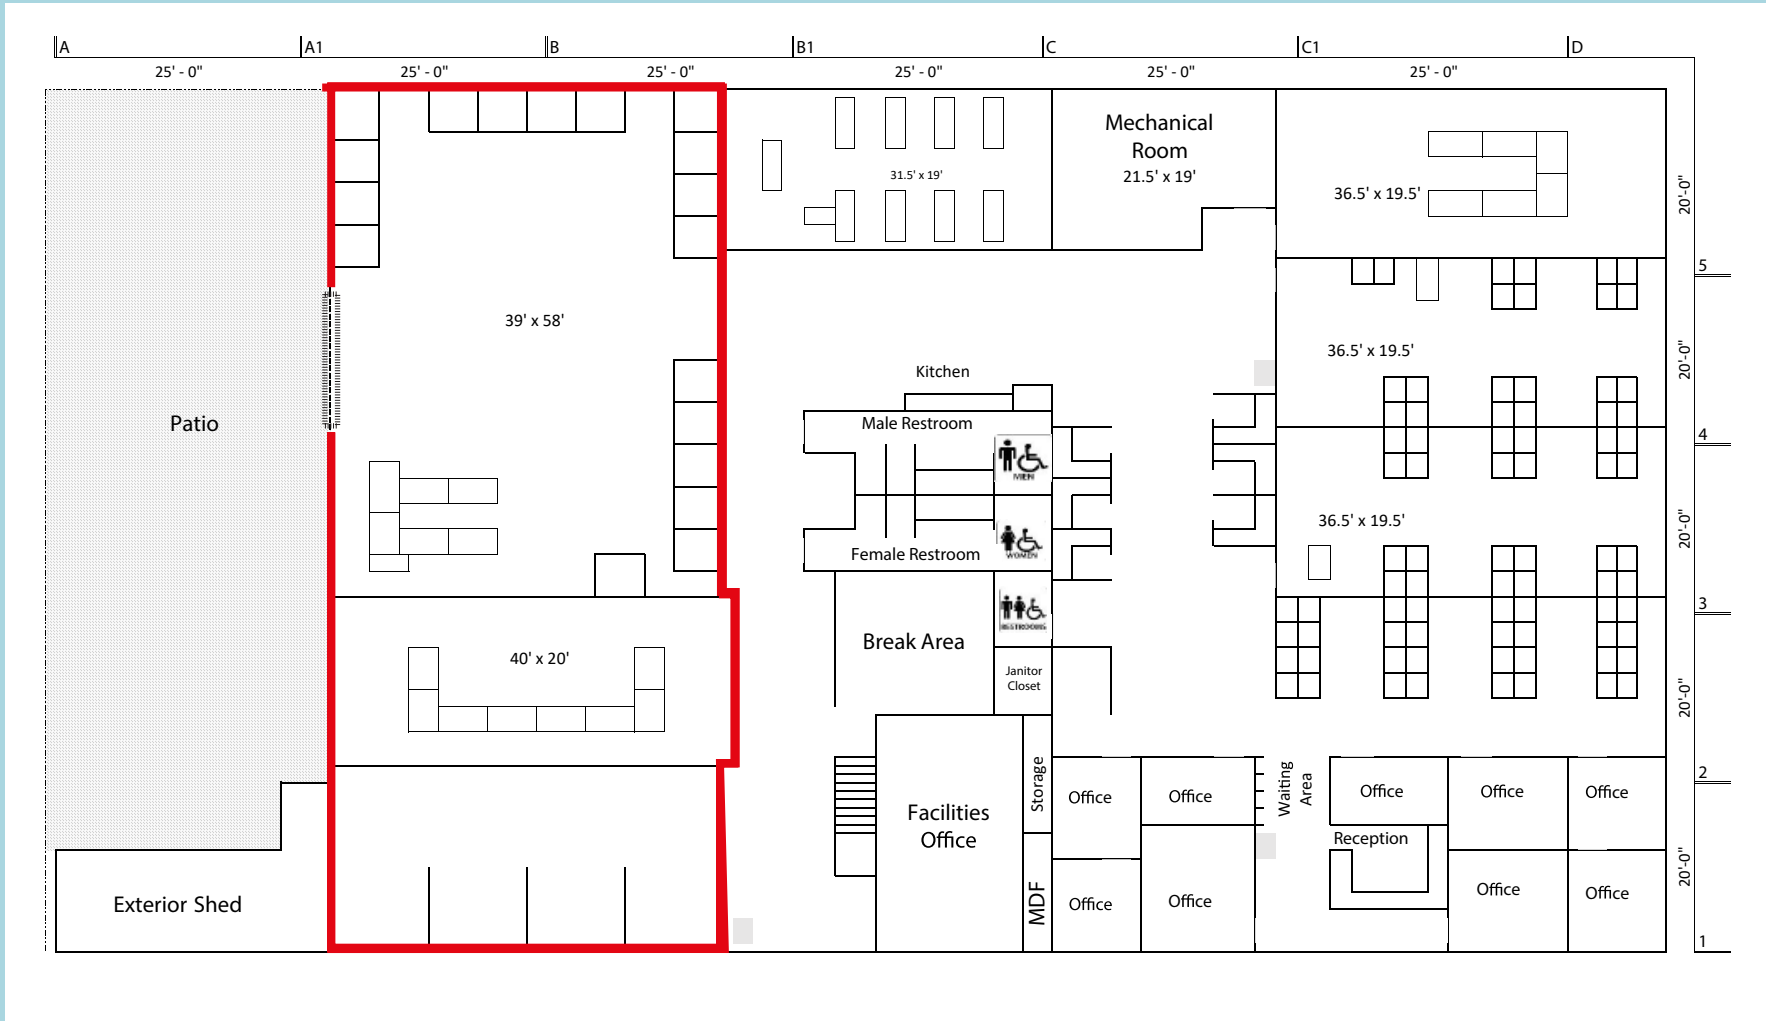 A
A1
B
B1
C
C1
D
25' - 0"
25' - 0"
25' - 0"
25' - 0"
25' - 0"
25' - 0"
Mechanical
Room
21.5' x 19'
31.5' x 19'
36.5' x 19.5'
20'-0"
5
39' x 58'
36.5' x 19.5'
20'-0"
Kitchen
Patio
Male Restroom
4
MEN
36.5' x 19.5'
20'-0"
WOMEN
Female Restroom
3
RESTROOMS
Break Area
40' x 20'
Janitor
Closet
20'-0"
2
Storage
Waiting
Area
Office
Office
Office
Office
Office
Facilities
Office
Reception
20'-0"
Exterior Shed
MDF
Office
Office
Office
Office
1